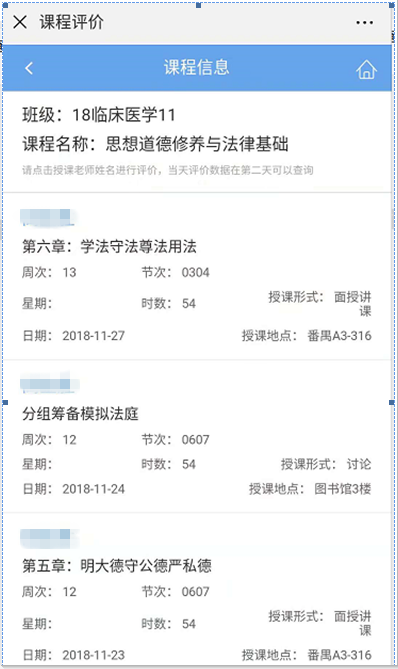 课程评价
课程信息
班级：18临床医学11
课程名称：思想道德修养与法律基础
请点击授课老师姓名进行评价，当天评价数据在第二天可以查询
第六章：学法守法尊法用法
周次： 13 节次： 0304
星期： 时数： 54 授课形式： 面授讲
课
日期： 2018-11-27 授课地点： 番禺A3-316
分组筹备模拟法庭
周次： 12 节次： 0607
星期： 时数： 54 授课形式： 讨论
日期： 2018-11-24 授课地点： 图书馆3楼
第五章：明大德守公德严私德
周次： 12 节次： 0607
星期： 时数： 54 授课形式： 面授讲
课
日期： 2018-11-23 授课地点： 番禺A3-316